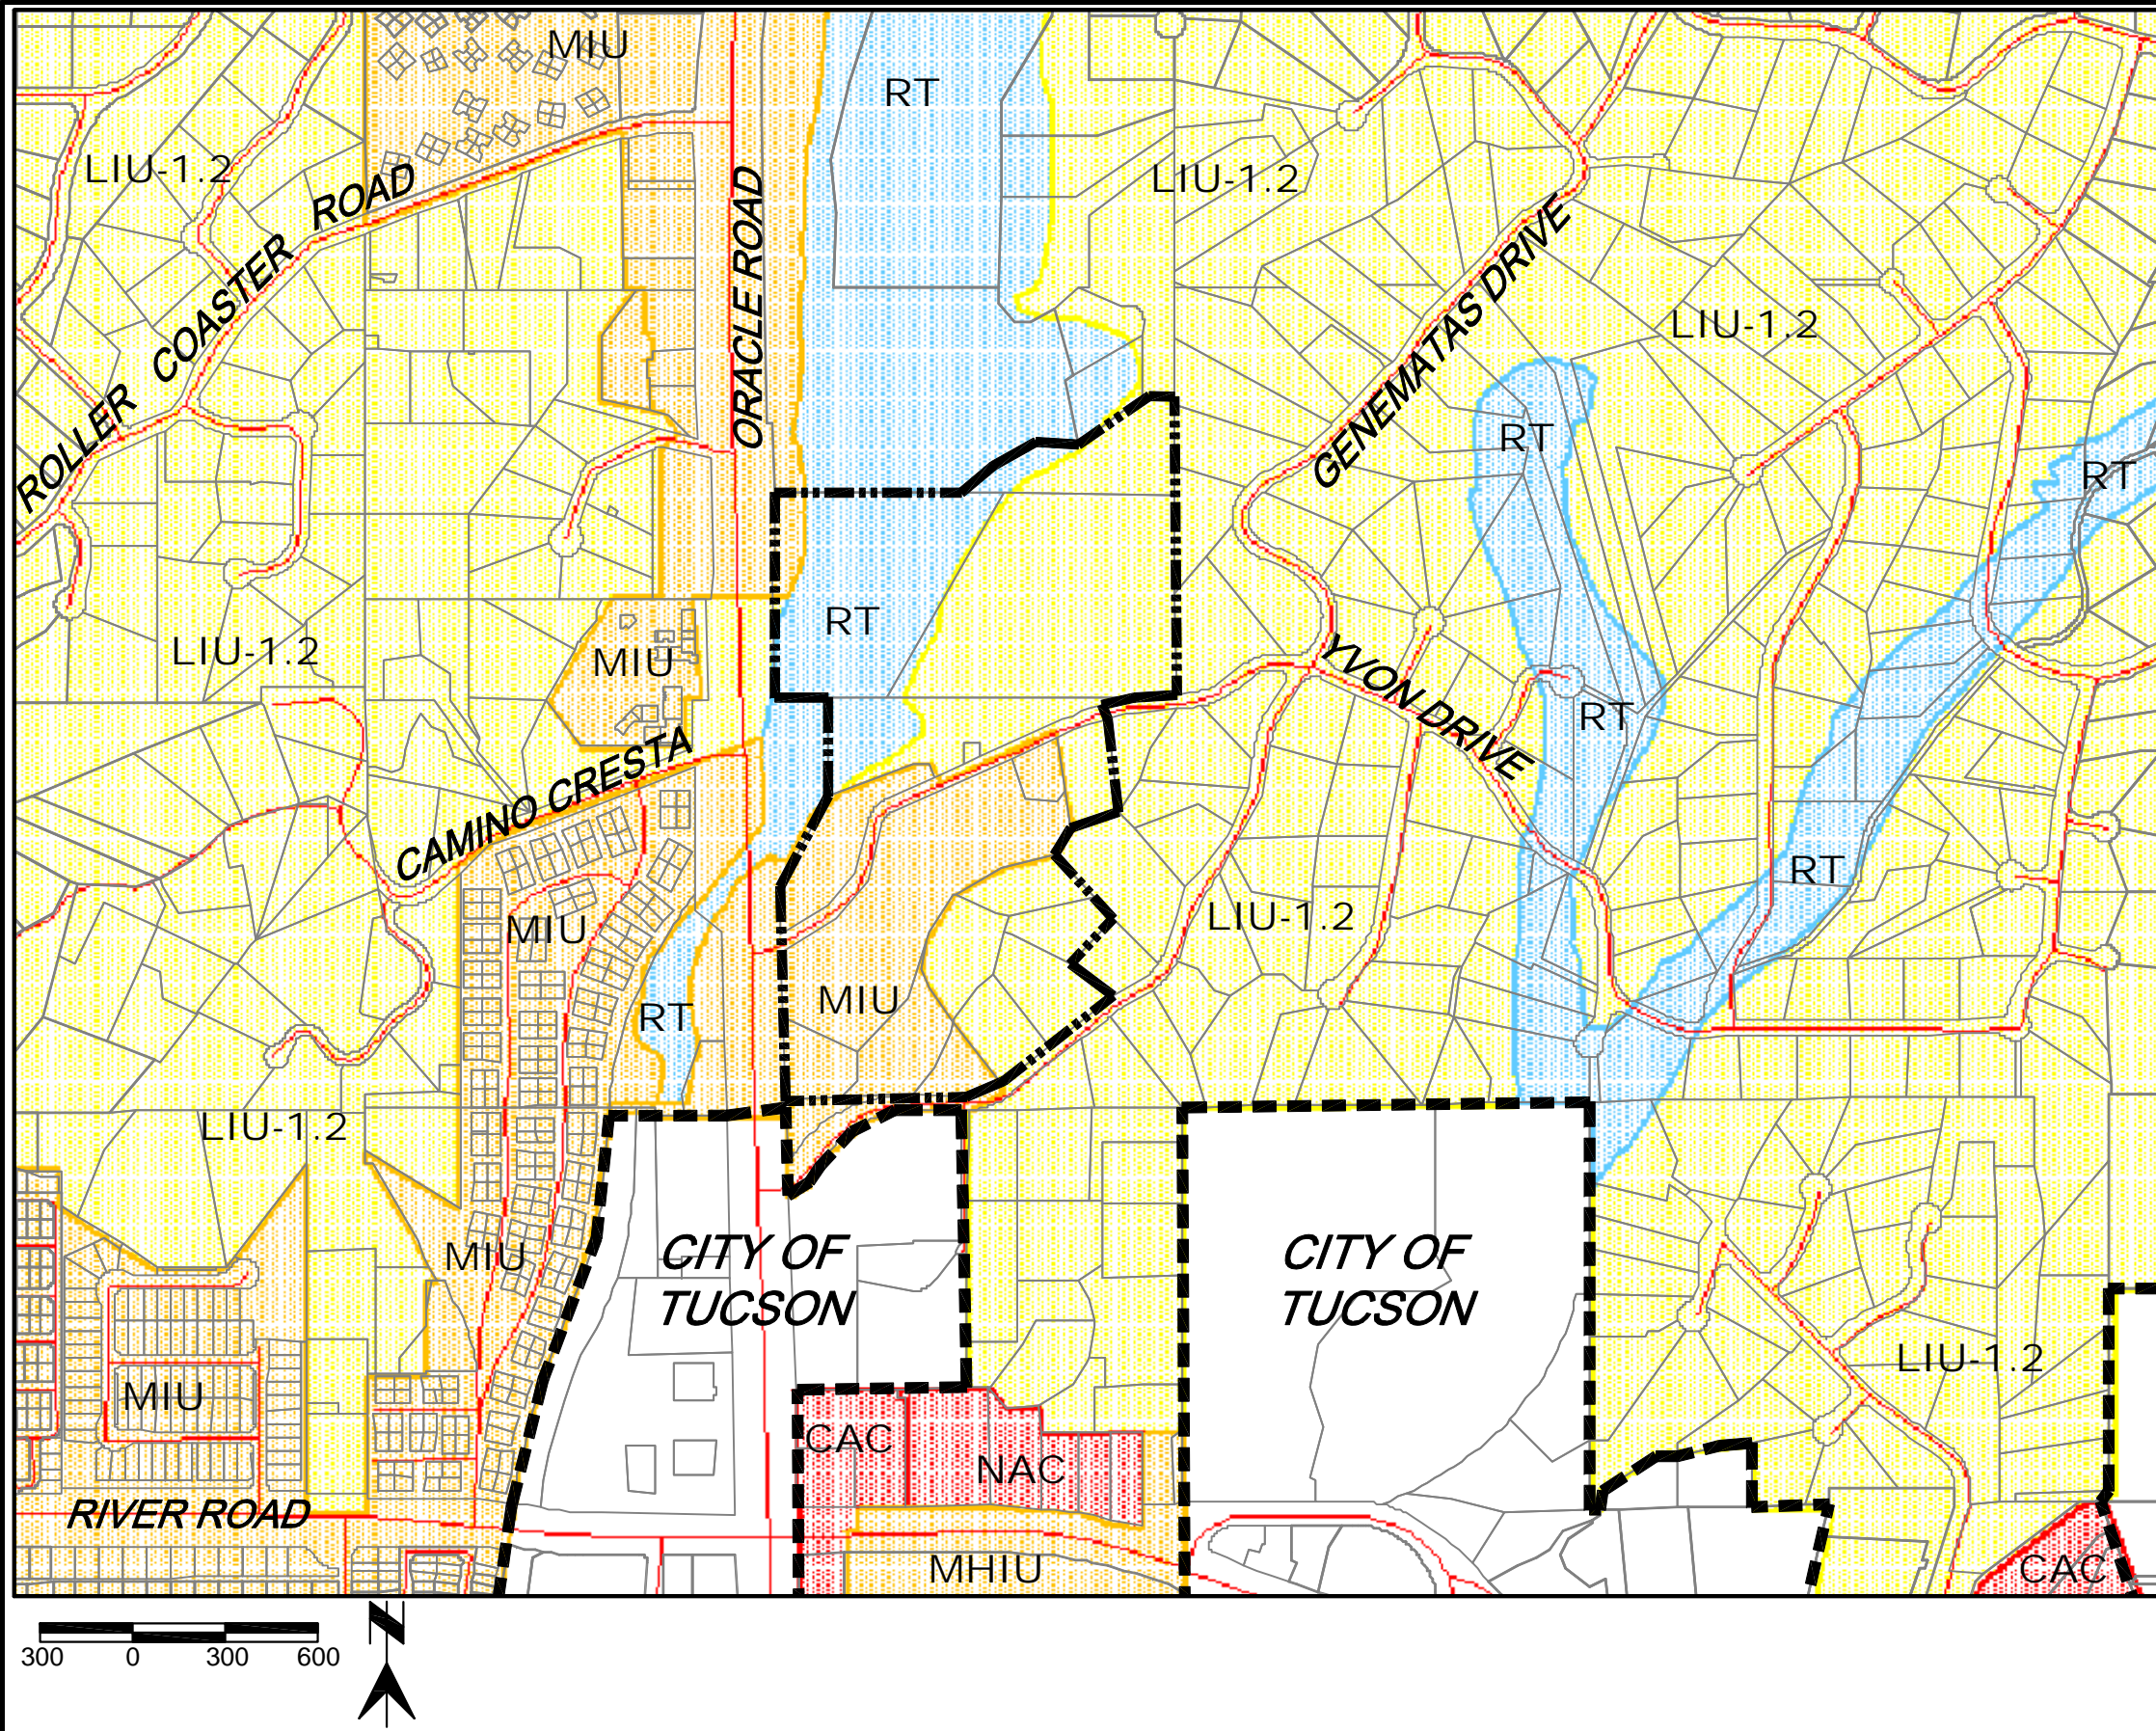 MIU
RT
LIU-1.2
LIU-1.2
ROLLER COASTER ROAD
ORACLE ROAD
GENEMATAS DRIVE
LIU-1.2
RT
RT
RT
LIU-1.2
MIU
YVON DRIVE
RT
CAMINO CRESTA
RT
MIU
LIU-1.2
MIU
RT
LIU-1.2
CITY OF
TUCSON
CITY OF
TUCSON
MIU
LIU-1.2
MIU
CAC
NAC
RIVER ROAD
MHIU
CAC
N
300 0 300 600